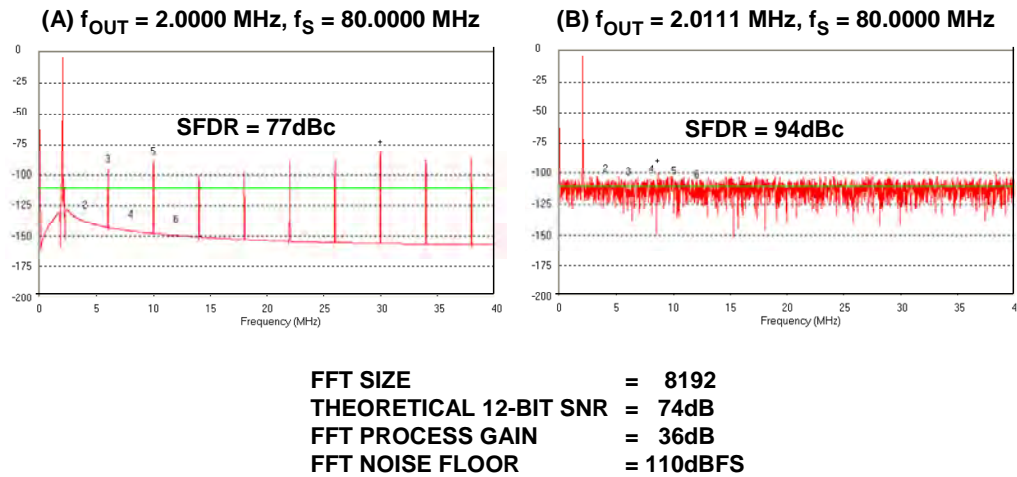 (A) fOUT = 2.0000 MHz, fS = 80.0000 MHz
(B) fOUT = 2.0111 MHz, fS = 80.0000 MHz
0
-25
-50
-75
-100
-125
-150
-175
-200
SFDR = 77dBc
2
3
4
5
6
+
0 5 10 15 20 25 30 35 40
Frequency (MHz)
0
-25
-50
-75
-100
-125
-150
-175
-200
SFDR = 94dBc
2
3
4
+
5
6
0 5 10 15 20 25 30 35 4
Frequency (MHz)
FFT SIZE = 8192
THEORETICAL 12-BIT SNR = 74dB
FFT PROCESS GAIN = 36dB
FFT NOISE FLOOR = 110dBFS